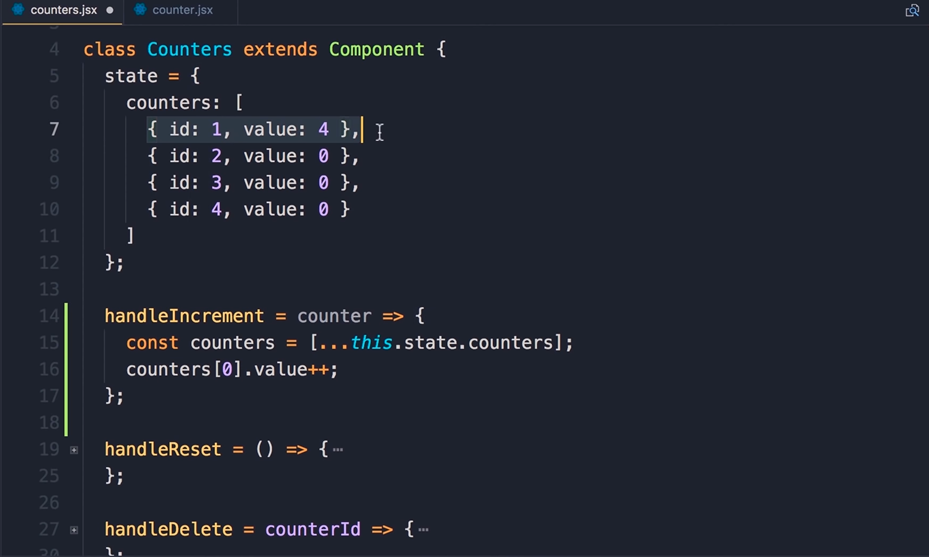 counters.jsx ● counter.jsx
4 class Counters extends Component {
5 state = {
6 counters: [
7 { id: 1, value: 4 },
8 { id: 2, value: 0 },
9 { id: 3, value: 0 },
10 { id: 4, value: 0 }
11 ]
12 };
13
14 handleIncrement = counter => {
15 const counters = [...this.state.counters];
16 counters[0].value++;
17 };
18
19 handleReset = () => {⋯
25 };
26
27 handleDelete = counterId => {⋯
30 };